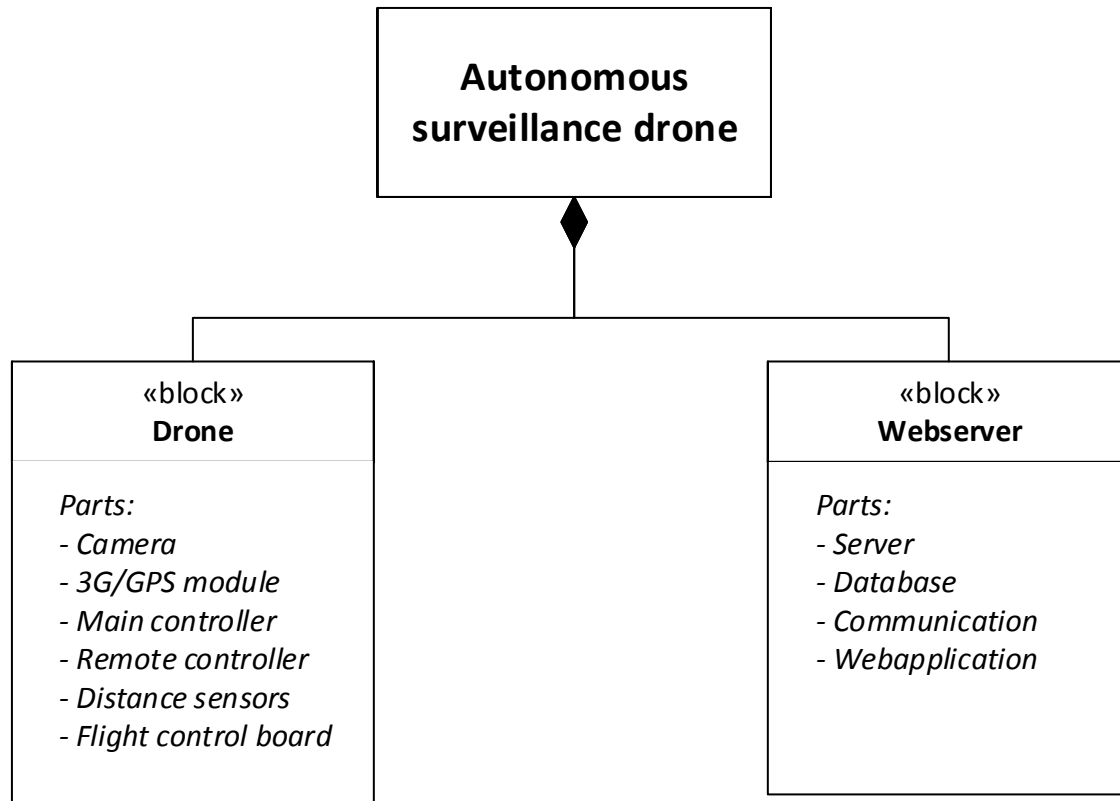 Autonomous
surveillance drone
«block»
Drone
Parts:
- Camera
- 3G/GPS module
- Main controller
- Remote controller
- Distance sensors
- Flight control board
«block»
Webserver
Parts:
- Server
- Database
- Communication
- Webapplication